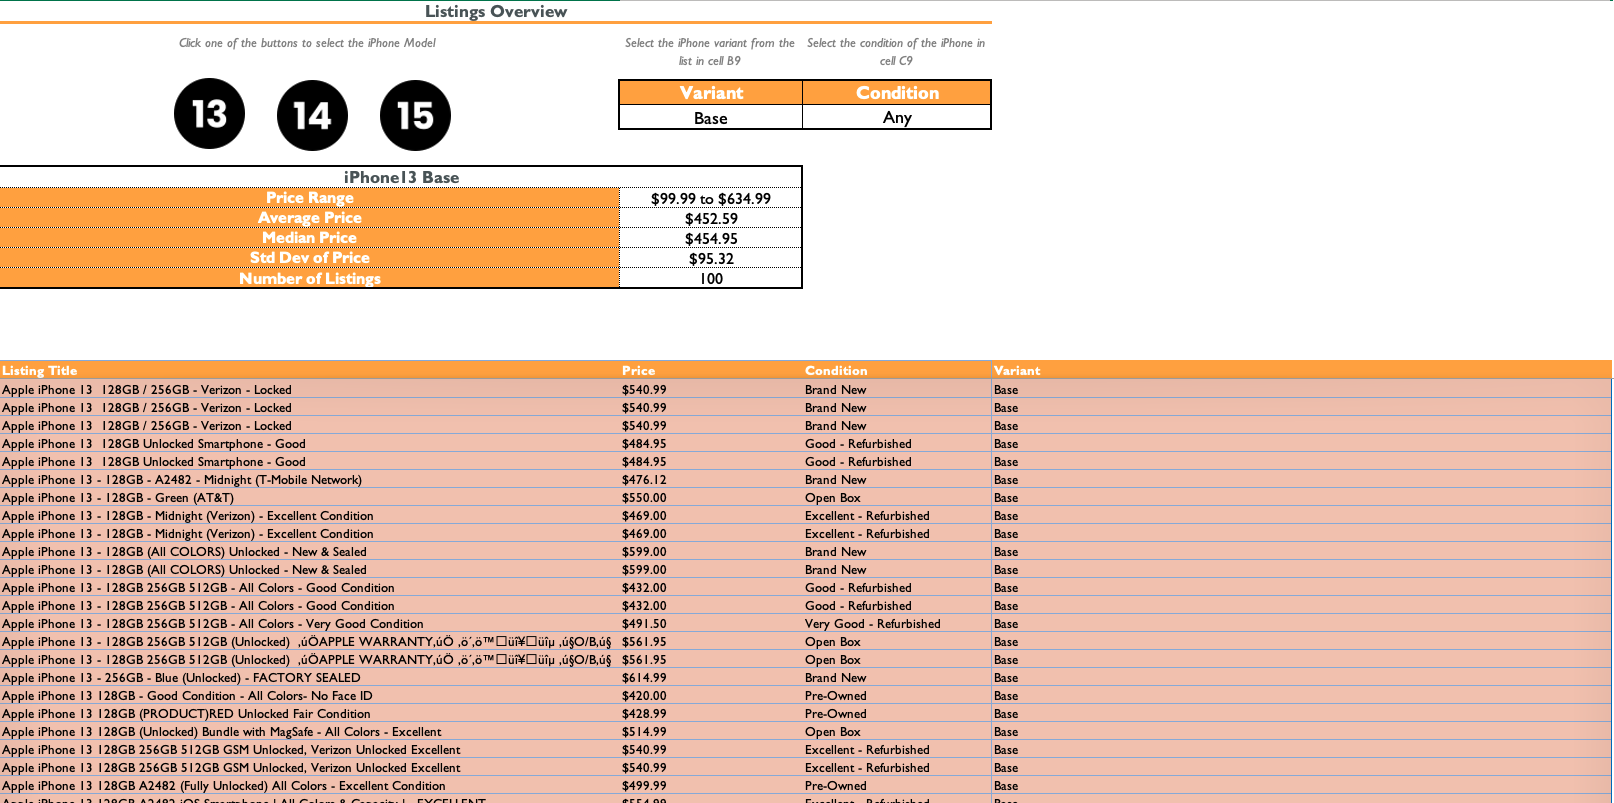 Listings Overview
Click one of the buttons to select the iPhone Model
Select the iPhone variant from the
list in cell B9
Select the condition of the iPhone in
cell C9
13 14 15
Variant Condition
Base Any
iPhone13 Base
Price Range $99.99 to $634.99
Average Price $452.59
Median Price $454.95
Std Dev of Price $95.32
Number of Listings 100
Listing Title Price Condition Variant
Apple iPhone 13  128GB / 256GB - Verizon - Locked $540.99 Brand New Base
Apple iPhone 13  128GB / 256GB - Verizon - Locked $540.99 Brand New Base
Apple iPhone 13  128GB / 256GB - Verizon - Locked $540.99 Brand New Base
Apple iPhone 13  128GB Unlocked Smartphone - Good $484.95 Good - Refurbished Base
Apple iPhone 13  128GB Unlocked Smartphone - Good $484.95 Good - Refurbished Base
Apple iPhone 13 - 128GB - A2482 - Midnight (T-Mobile Network) $476.12 Brand New Base
Apple iPhone 13 - 128GB - Green (AT&T) $550.00 Open Box Base
Apple iPhone 13 - 128GB - Midnight (Verizon) - Excellent Condition $469.00 Excellent - Refurbished Base
Apple iPhone 13 - 128GB - Midnight (Verizon) - Excellent Condition $469.00 Excellent - Refurbished Base
Apple iPhone 13 - 128GB (All COLORS) Unlocked - New & Sealed $599.00 Brand New Base
Apple iPhone 13 - 128GB (All COLORS) Unlocked - New & Sealed $599.00 Brand New Base
Apple iPhone 13 - 128GB 256GB 512GB - All Colors - Good Condition $432.00 Good - Refurbished Base
Apple iPhone 13 - 128GB 256GB 512GB - All Colors - Good Condition $432.00 Good - Refurbished Base
Apple iPhone 13 - 128GB 256GB 512GB - All Colors - Very Good Condition $491.50 Very Good - Refurbished Base
Apple iPhone 13 - 128GB 256GB 512GB (Unlocked)  ‚úÖAPPLE WARRANTY‚úÖ $561.95 Open Box Base
Apple iPhone 13 - 128GB 256GB 512GB (Unlocked)  ‚úÖAPPLE WARRANTY‚úÖ $561.95 Open Box Base
Apple iPhone 13 - 256GB - Blue (Unlocked) - FACTORY SEALED $614.99 Brand New Base
Apple iPhone 13 128GB - Good Condition - All Colors- No Face ID $420.00 Pre-Owned Base
Apple iPhone 13 128GB (PRODUCT)RED Unlocked Fair Condition $428.99 Pre-Owned Base
Apple iPhone 13 128GB (Unlocked) Bundle with MagSafe - All Colors - Excellent $514.99 Open Box Base
Apple iPhone 13 128GB 256GB 512GB GSM Unlocked, Verizon Unlocked Excellent $540.99 Excellent - Refurbished Base
Apple iPhone 13 128GB 256GB 512GB GSM Unlocked, Verizon Unlocked Excellent $540.99 Excellent - Refurbished Base
Apple iPhone 13 128GB A2482 (Fully Unlocked) All Colors - Excellent Condition $499.99 Pre-Owned Base
Apple iPhone 13 128GB A2482 iOS Smartphone | All Colors & Capacity | - EXCELLENT $554.99 Excellent - Refurbished Base